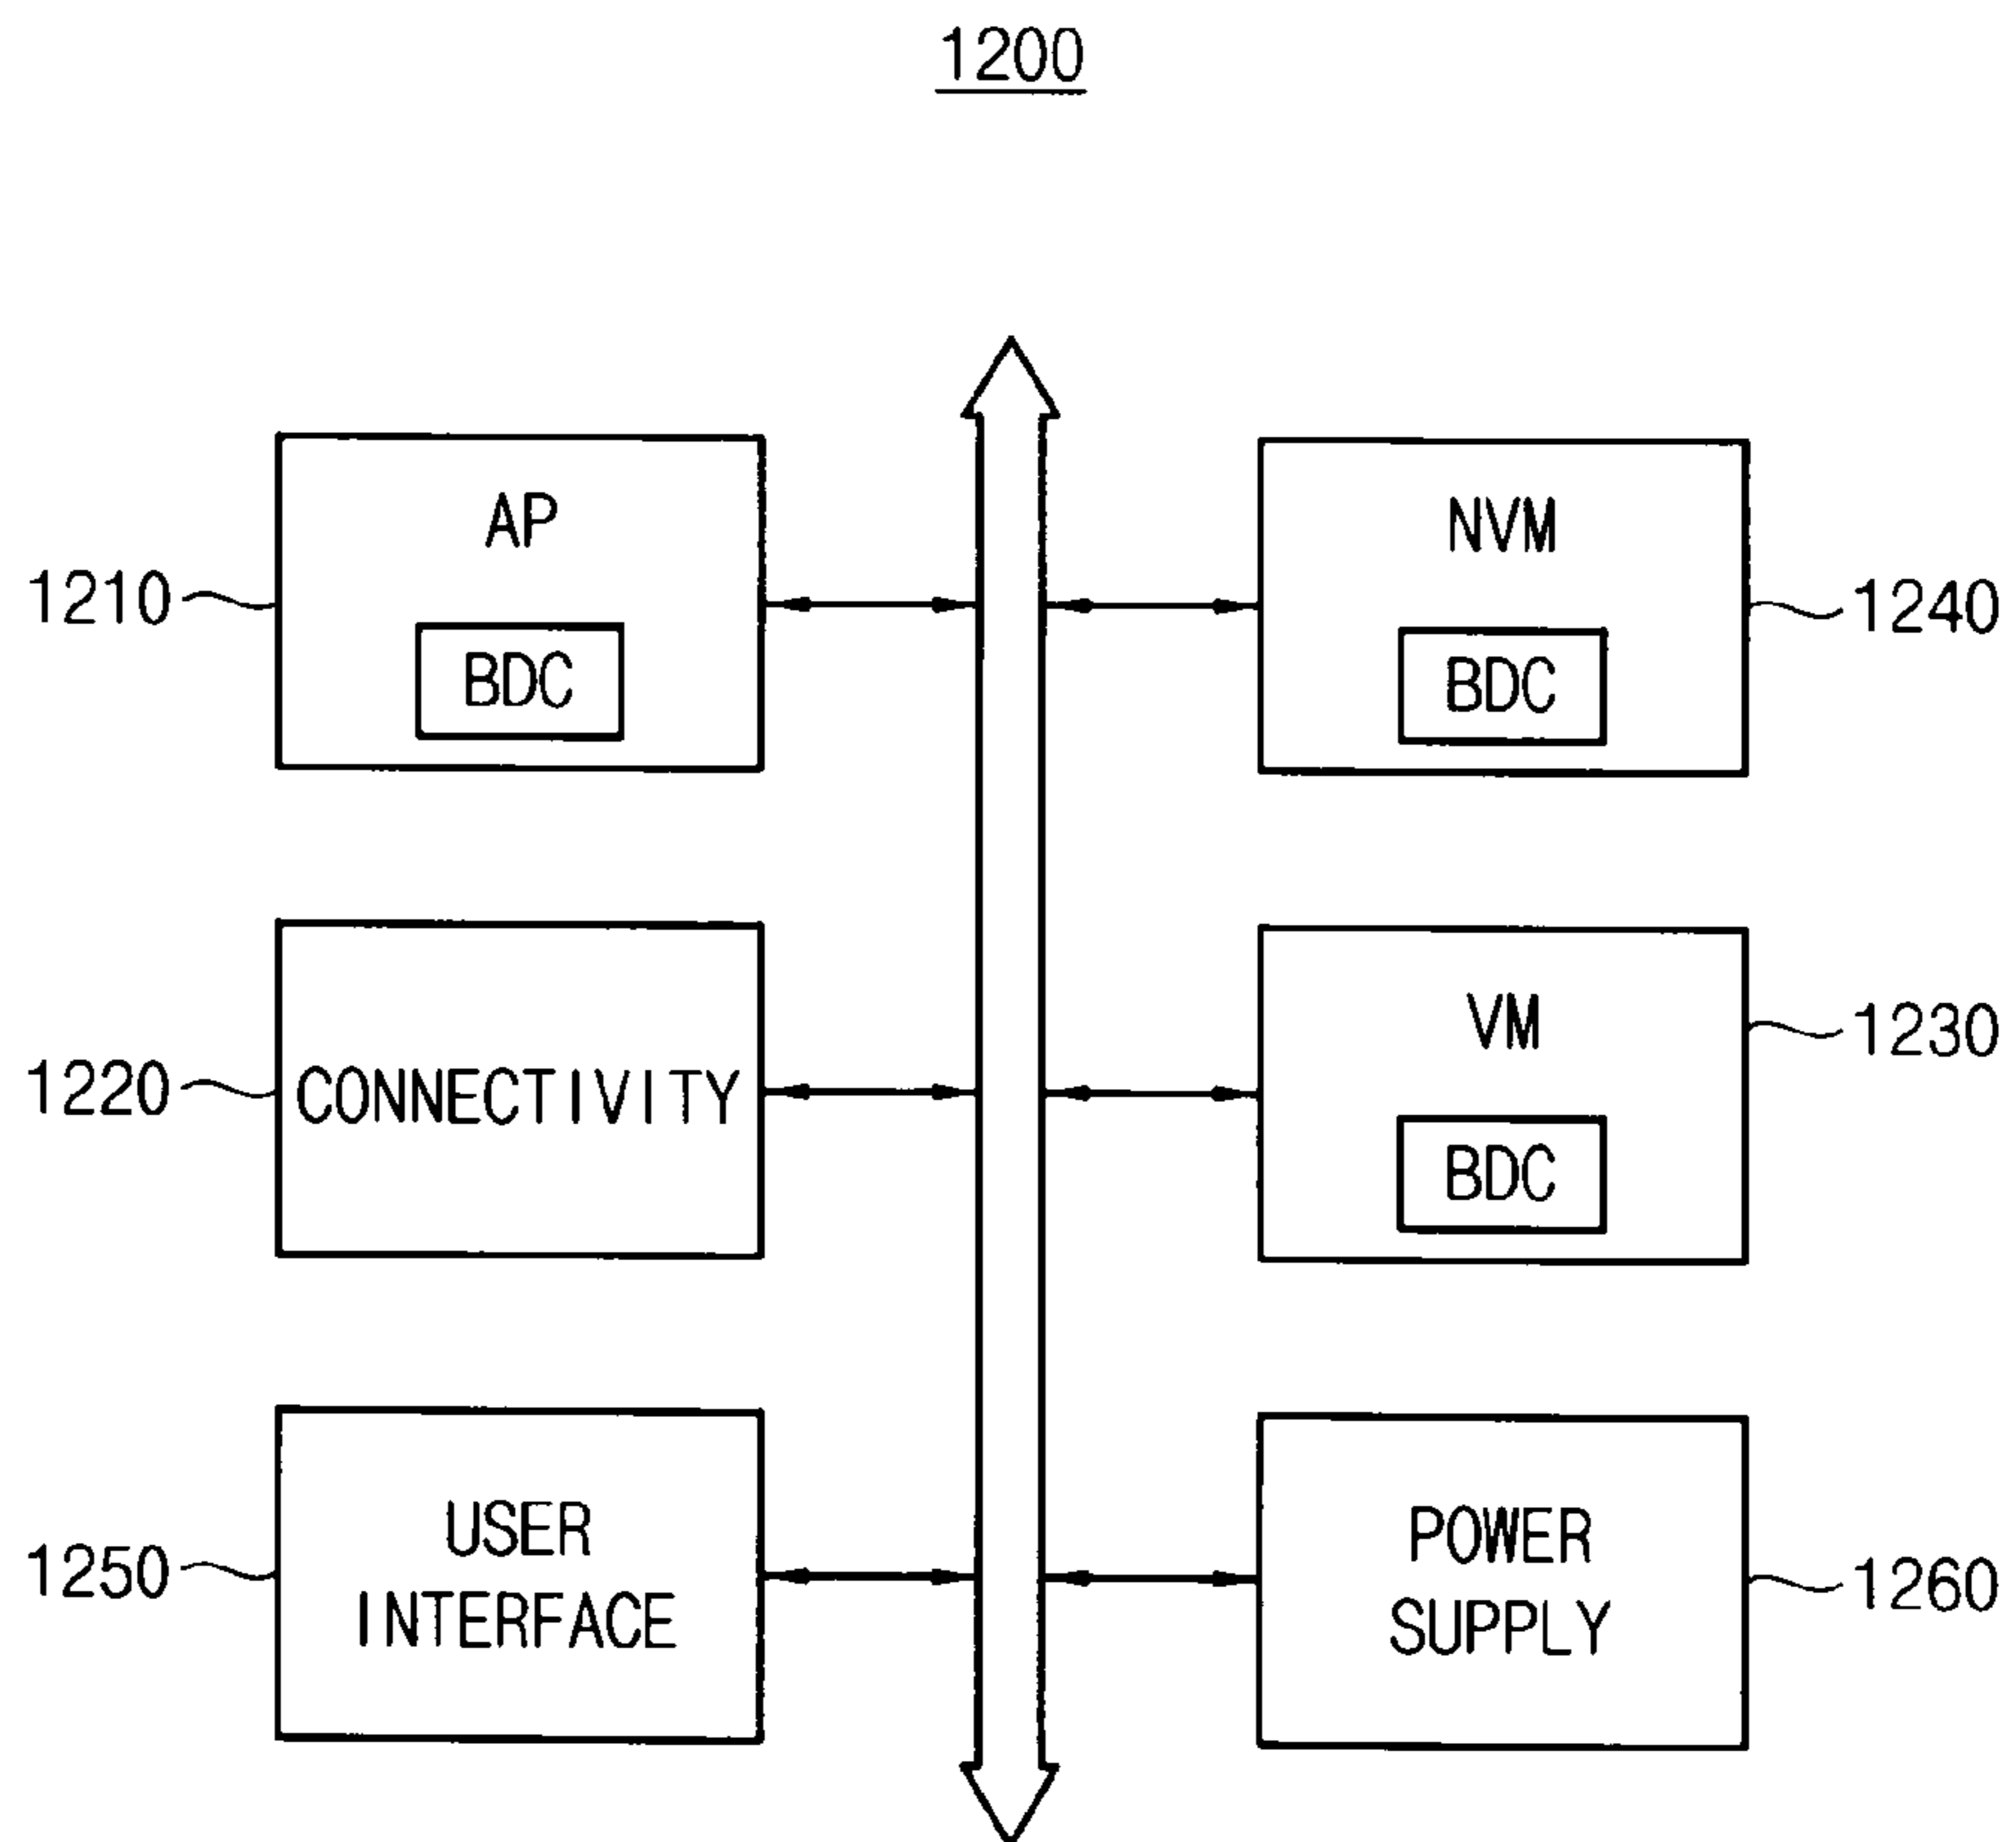 1200
AP
BDC
1210
NVM
BDC
1240
CONNECTIVITY
1220
VM
BDC
1230
USER
INTERFACE
1250
POWER
SUPPLY
1260